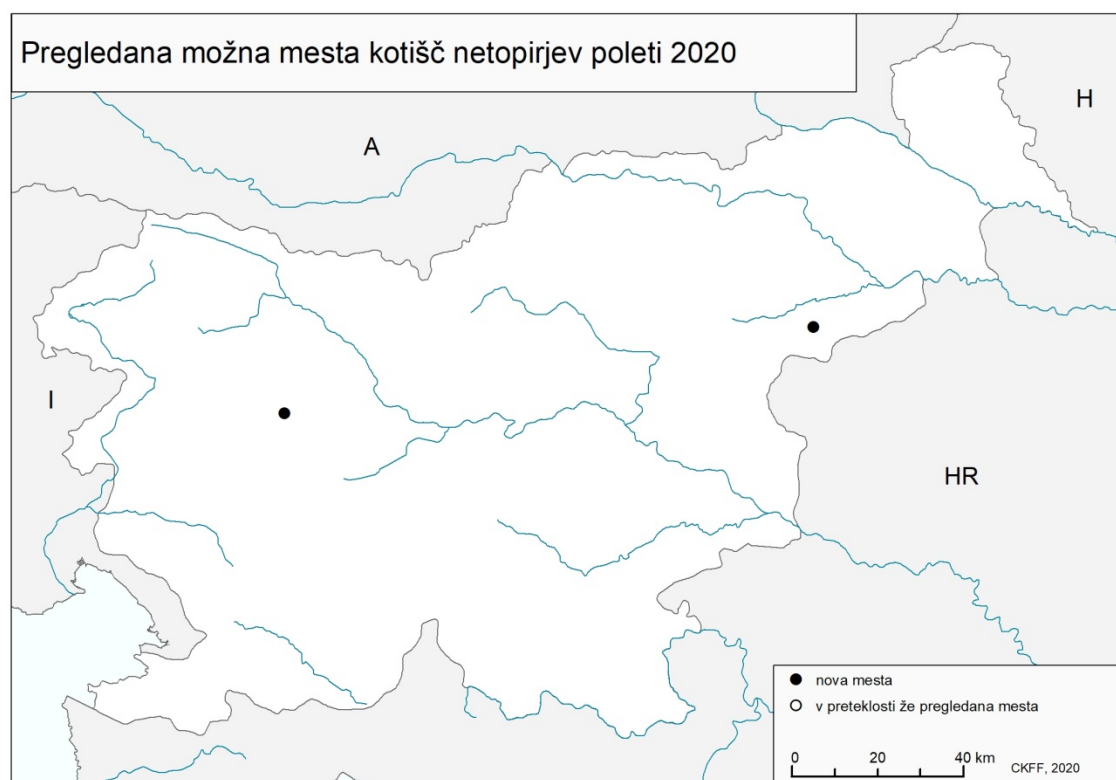 Pregledana možna mesta kotišč netopirjev poleti 2020
H
A
I
HR
nova mesta
v preteklosti že pregledana mesta
0 20 40 km
CKFF, 2020